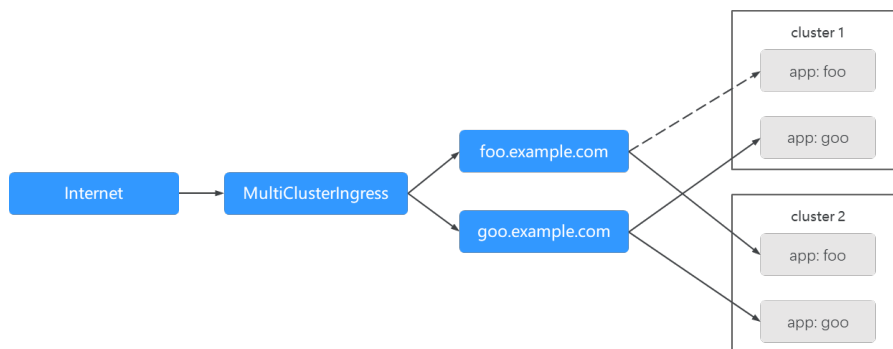 Internet
MultiClusterIngress
foo.example.com
goo.example.com
cluster 1
app: foo
app: goo
cluster 2
app: foo
app: goo